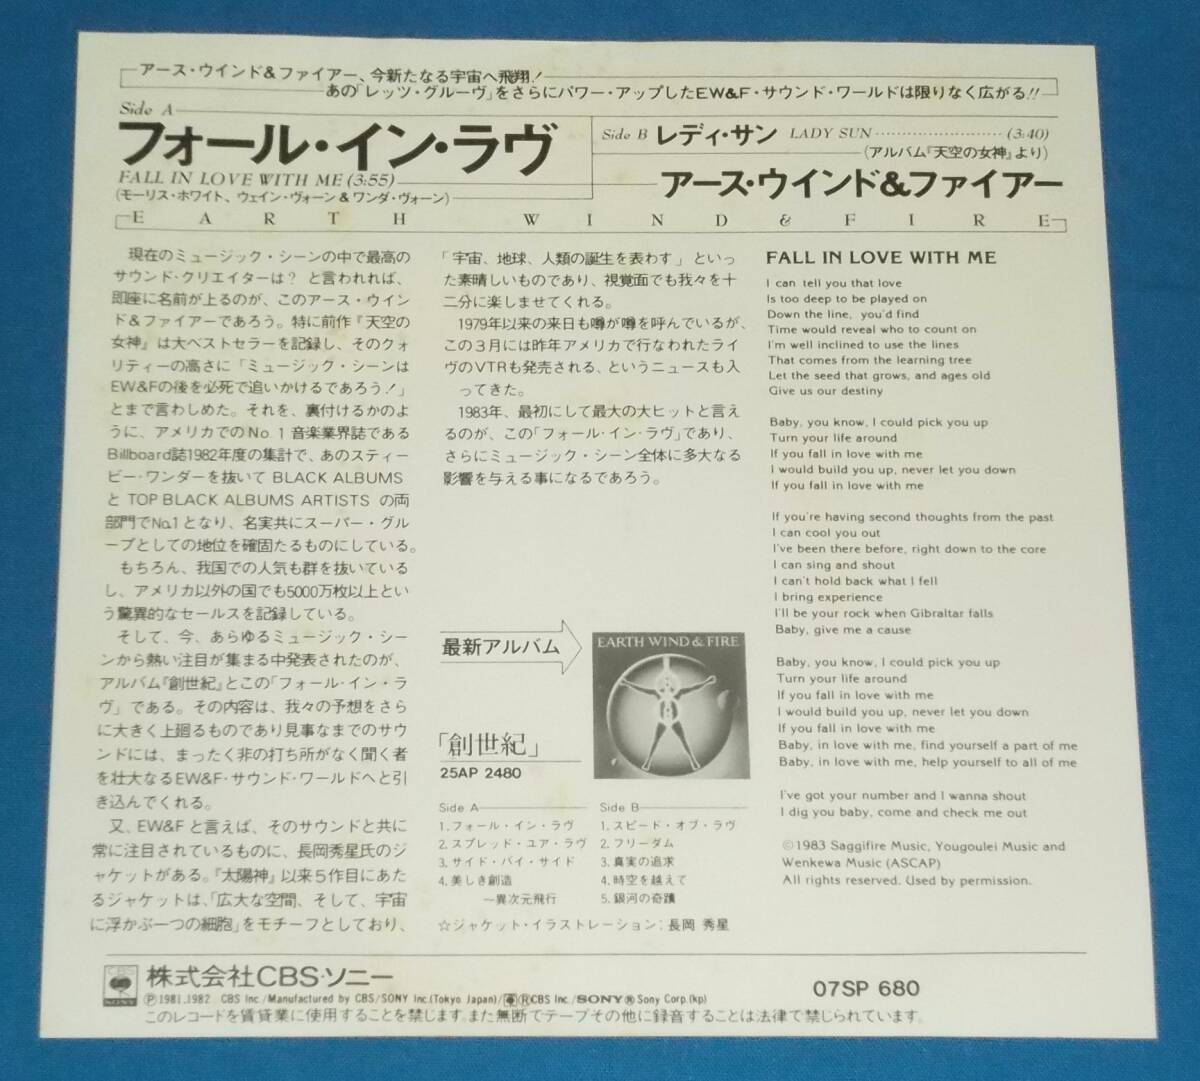 アース・ウインド&ファイアー、今新たなる宇宙へ飛翔!
あの「レッツ・グルーヴ」をさらにパワー・アップしたEW&F・サウンド・ワールドは限りなく広がる!!
Side A
フォール・イン・ラヴ
FALL IN LOVE WITH ME (3:55)
(モーリス・ホワイト、ウェイン・ヴォーン&ワンダ・ヴォーン)
Side B レディ・サン LADY SUN (3:40)
(アルバム『天空の女神』より)
アース・ウインド&ファイアー
EARTH WIND & FIRE
現在のミュージック・シーンの中で最高の
サウンド・クリエイターは? と言われれば、
即座に名前が上るのが、このアース・ウイン
ド&ファイアーであろう。特に前作『天空の
女神』は大ベストセラーを記録し、そのクォ
リティーの高さに「ミュージック・シーンは
EW&Fの後を必死で追いかけるであろう!」
とまで言わしめた。それを、裏付けるかのよ
うに、アメリカでのNo.1音楽業界誌である
Billboard誌1982年度の集計で、あのスティー
ビー・ワンダーを抜いて BLACK ALBUMS
と TOP BLACK ALBUMS ARTISTS の両
部門でNo.1となり、名実共にスーパー・グル
ープとしての地位を確固たるものにしている。
もちろん、我国での人気も群を抜いている
し、アメリカ以外の国でも5000万枚以上とい
う驚異的なセールスを記録している。
そして、今、あらゆるミュージック・シー
ンから熱い注目が集まる中発表されたのが、
アルバム『創世紀』とこの「フォール・イン・ラ
ヴ」である。その内容は、我々の予想をさら
に大きく上廻るものであり見事なまでのサウ
ンドには、まったく非の打ち所がなく聞く者
を壮大なるEW&F・サウンド・ワールドへと引
き込んでくれる。
又、EW&Fと言えば、そのサウンドと共に
常に注目されているものに、長岡秀星氏のジ
ャケットがある。『太陽神』以来5作目にあた
るジャケットは、「広大な空間、そして、宇宙
に浮かぶ一つの細胞」をモチーフとしており、
「宇宙、地球、人類の誕生を表わす」といっ
た素晴しいものであり、視覚面でも我々を十
二分に楽しませてくれる。
1979年以来の来日も噂が噂を呼んでいるが、
この3月には昨年アメリカで行なわれたライ
ヴのVTRも発売される、というニュースも入
ってきた。
1983年、最初にして最大の大ヒットと言え
るのが、この「フォール・イン・ラヴ」であり、
さらにミュージック・シーン全体に多大なる
影響を与える事になるであろう。
最新アルバム
EARTH WIND & FIRE
「創世紀」
25AP 2480
Side A
1. フォール・イン・ラヴ
2. スプレッド・ユア・ラヴ
3. サイド・バイ・サイド
4. 美しき創造
〜異次元飛行
Side B
1. スピード・オブ・ラヴ
2. フリーダム
3. 真実の追求
4. 時空を越えて
5. 銀河の奇蹟
☆ジャケット・イラストレーション：長岡 秀星
FALL IN LOVE WITH ME
I can tell you that love
Is too deep to be played on
Down the line, you'd find
Time would reveal who to count on
I'm well inclined to use the lines
That comes from the learning tree
Let the seed that grows, and ages old
Give us our destiny
Baby, you know, I could pick you up
Turn your life around
If you fall in love with me
I would build you up, never let you down
If you fall in love with me
If you're having second thoughts from the past
I can cool you out
I've been there before, right down to the core
I can sing and shout
I can't hold back what I fell
I bring experience
I'll be your rock when Gibraltar falls
Baby, give me a cause
Baby, you know, I could pick you up
Turn your life around
If you fall in love with me
I would build you up, never let you down
If you fall in love with me
Baby, in love with me, find yourself a part of me
Baby, in love with me, help yourself to all of me
I've got your number and I wanna shout
I dig you baby, come and check me out
©1983 Saggifire Music, Yougoulei Music and
Wenkewa Music (ASCAP)
All rights reserved. Used by permission.
CBS
SONY
株式会社CBS・ソニー
Ⓟ1981.1982 CBS Inc./Manufactured by CBS/SONY Inc.(Tokyo Japan)/®CBS Inc./SONY® Sony Corp.(kp)
このレコードを賃貸業に使用することを禁じます。また無断でテープその他に録音することは法律で禁じられています。
07SP 680